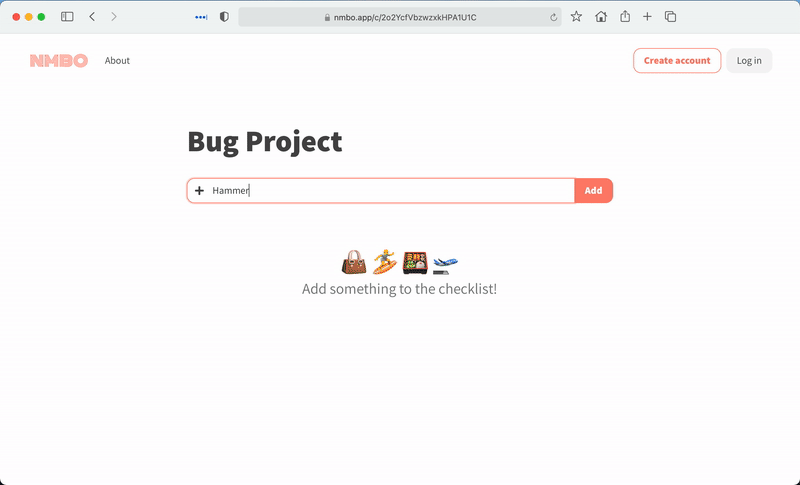 nmbo.app/c/2o2YcfVbzwzxkHPA1U1C
NMBO About Create account Log in
Bug Project
Hammer Add
Add something to the checklist!